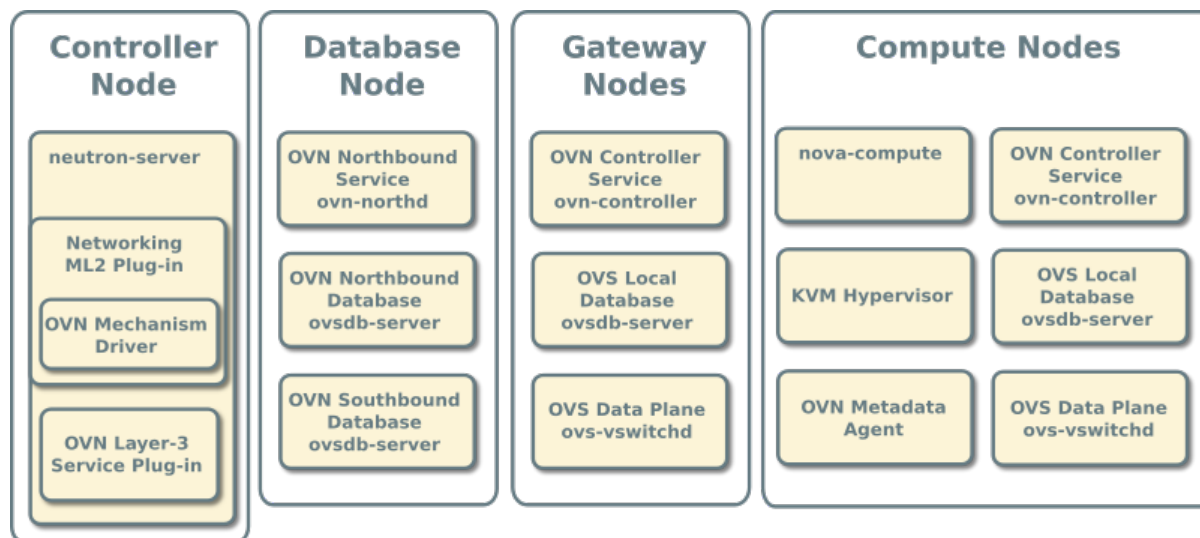 Controller
Node
neutron-server
Networking
ML2 Plug-in
OVN Mechanism
Driver
OVN Layer-3
Service Plug-in
Database
Node
OVN Northbound
Service
ovn-northd
OVN Northbound
Database
ovsdb-server
OVN Southbound
Database
ovsdb-server
Gateway
Nodes
OVN Controller
Service
ovn-controller
OVS Local
Database
ovsdb-server
OVS Data Plane
ovs-vswitchd
Compute Nodes
nova-compute
KVM Hypervisor
OVN Metadata
Agent
OVN Controller
Service
ovn-controller
OVS Local
Database
ovsdb-server
OVS Data Plane
ovs-vswitchd